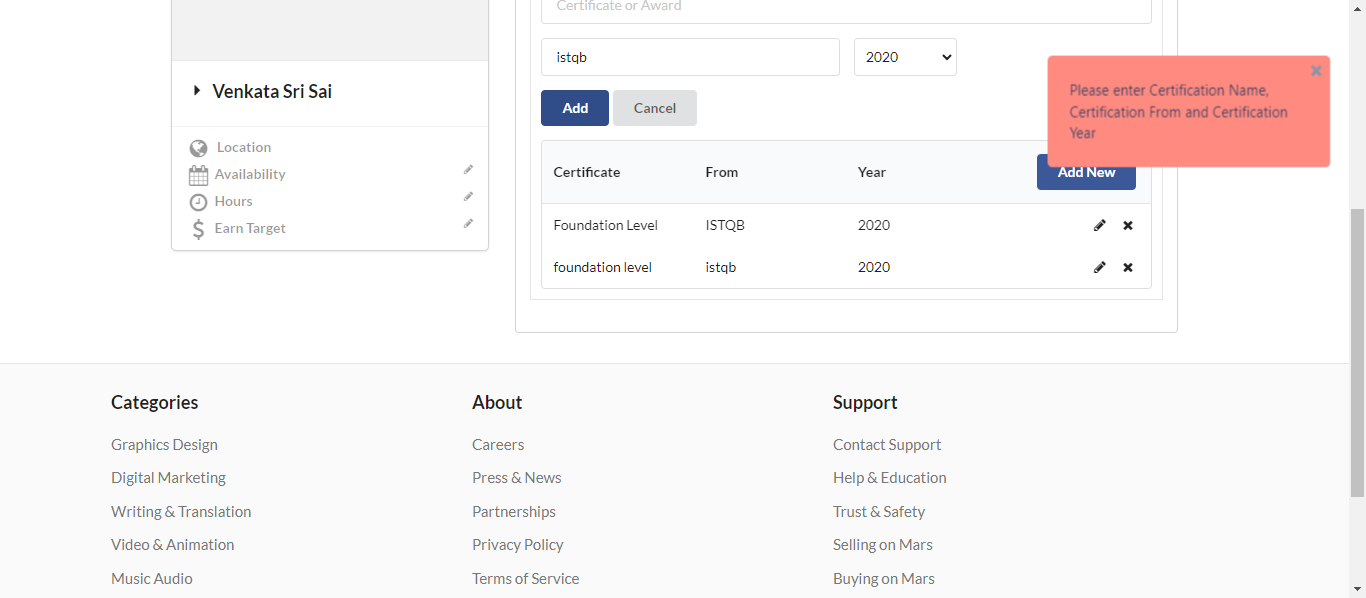 Certificate or Award
istqb
2020
Please enter Certification Name,
Certification From and Certification
Year
Venkata Sri Sai
Add
Cancel
Location
Availability
Hours
Earn Target
Certificate
From
Year
Add New
Foundation Level
ISTQB
2020
foundation level
istqb
2020
Categories
Graphics Design
Digital Marketing
Writing & Translation
Video & Animation
Music Audio
About
Careers
Press & News
Partnerships
Privacy Policy
Terms of Service
Support
Contact Support
Help & Education
Trust & Safety
Selling on Mars
Buying on Mars